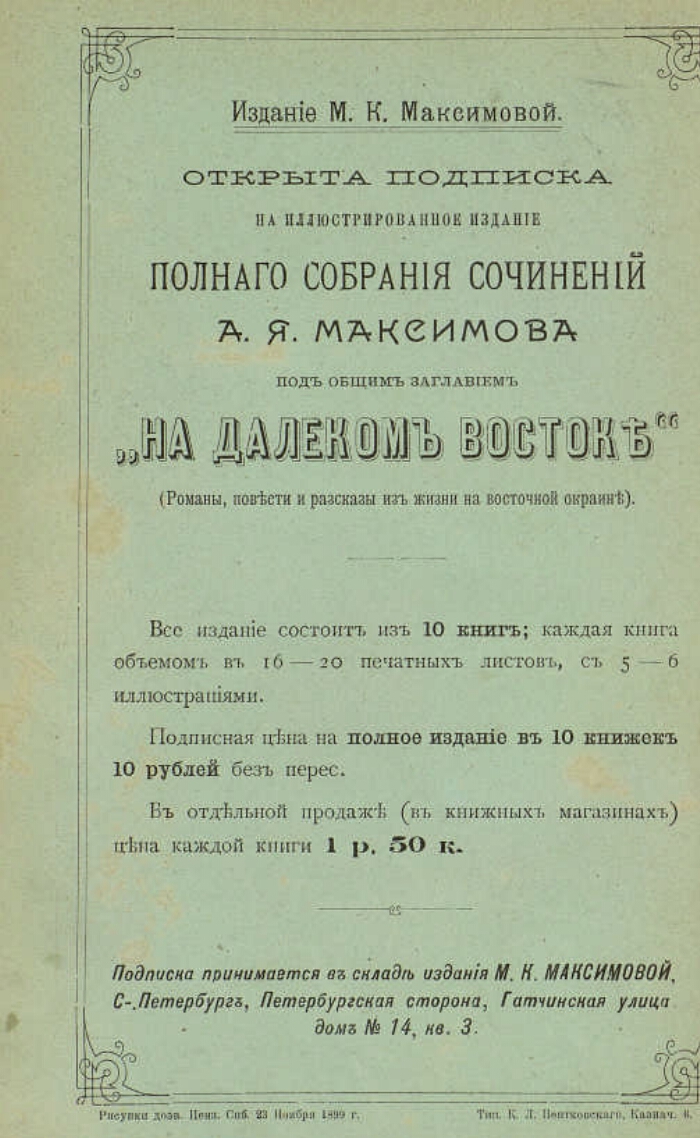 Изданіе М. К. Максимовой.
ОТКРЫТА ПОДПИСКА
НА ИЛЛЮСТРИРОВАННОЕ ИЗДАНІЕ
ПОЛНАГО СОБРАНІЯ СОЧИНЕНІЙ
А. Я. МАКСИМОВА
ПОДЪ ОБЩИМЪ ЗАГЛАВІЕМЪ
„НА ДАЛЕКОМЪ ВОСТОКѢ“
(Романы, повѣсти и разсказы изъ жизни на восточной окраинѣ).
Все изданіе состоитъ изъ 10 книгъ; каждая книга
объемомъ въ 16 — 20 печатныхъ листовъ, съ 5 — 6
иллюстраціями.
Подписная цѣна на полное изданіе въ 10 книжекъ
10 рублей безъ перес.
Въ отдѣльной продажѣ (въ книжныхъ магазинахъ)
цѣна каждой книги 1 р. 50 к.
Подписка принимается въ складѣ изданія М. К. МАКСИМОВОЙ,
С-.Петербургъ, Петербургская сторона, Гатчинская улица
домъ № 14, кв. 3.
Рисунки дозв. Ценз. Спб. 23 Ноября 1899 г.
Тип. К. Л. Пентковскаго, Казнач. 6.